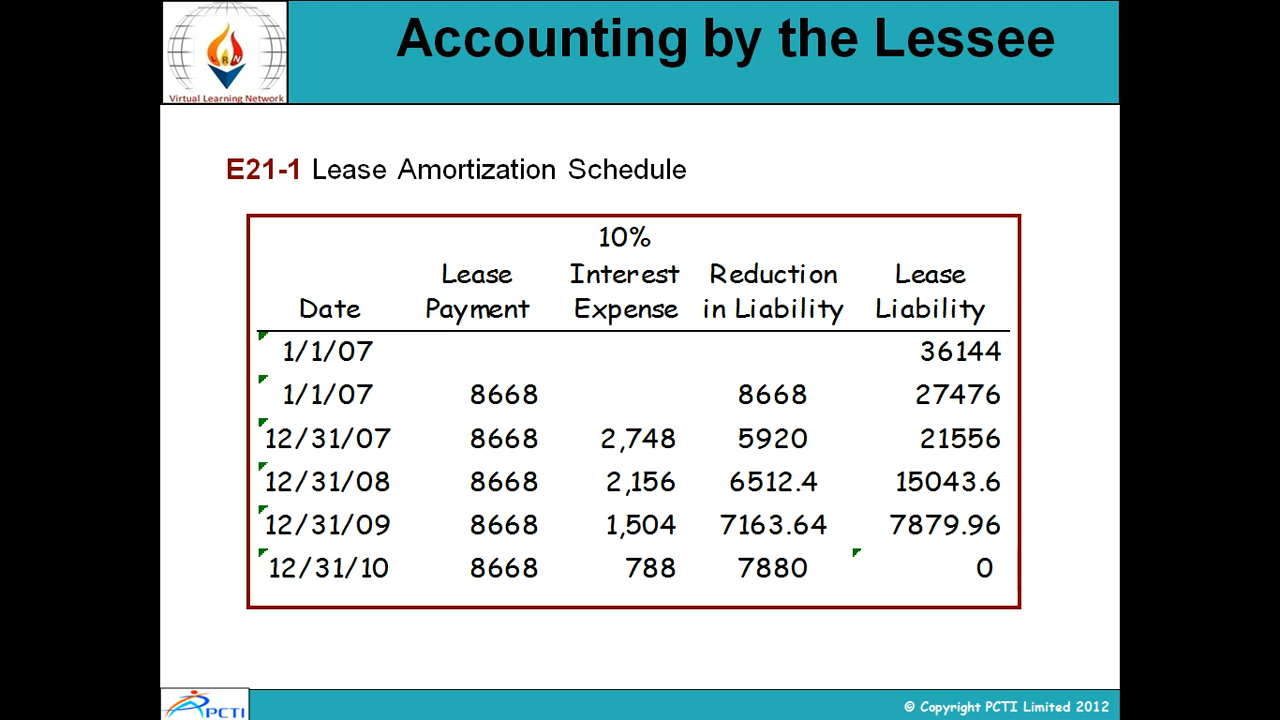 Accounting by the Lessee
LRN
Virtual Learning Network
E21-1 Lease Amortization Schedule
10%
Lease Interest Reduction Lease
Date Payment Expense in Liability Liability
1/1/07 36144
1/1/07 8668 8668 27476
12/31/07 8668 2,748 5920 21556
12/31/08 8668 2,156 6512.4 15043.6
12/31/09 8668 1,504 7163.64 7879.96
12/31/10 8668 788 7880 0
PCTI
© Copyright PCTI Limited 2012